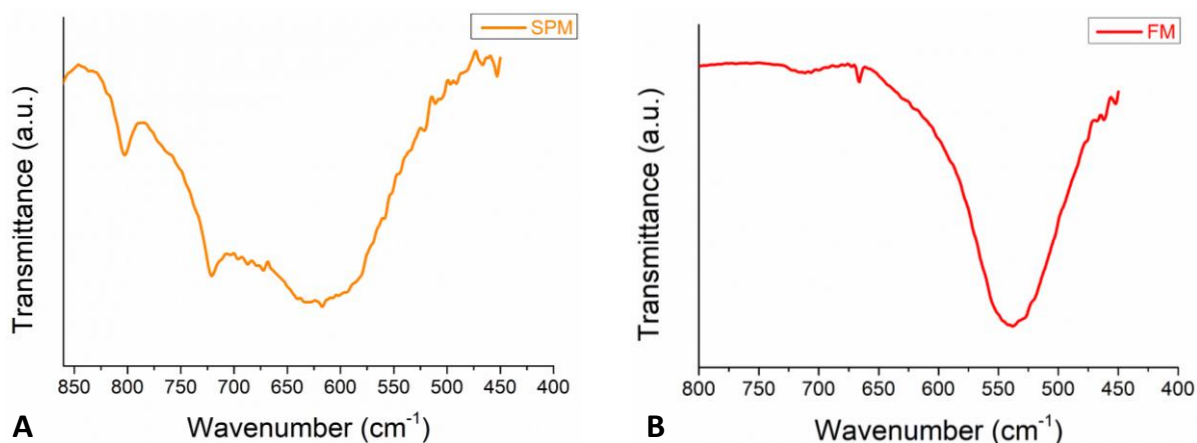 SPM
Transmittance (a.u.)
850 800 750 700 650 600 550 500 450 400
Wavenumber (cm⁻¹)
A
FM
Transmittance (a.u.)
800 750 700 650 600 550 500 450 400
Wavenumber (cm⁻¹)
B